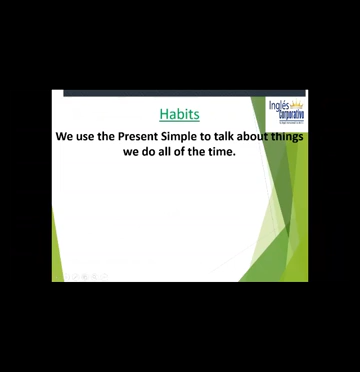 Habits
Inglés
Corporativo
We use the Present Simple to talk about things
we do all of the time.